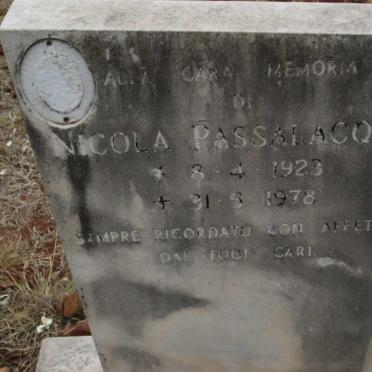 ALLA CARA MEMORIA
DI
NICOLA PASSALACQ
8-4-1923
31-5-1978
SEMPRE RICORDATO CON AFFET
DAI TUOI CARI